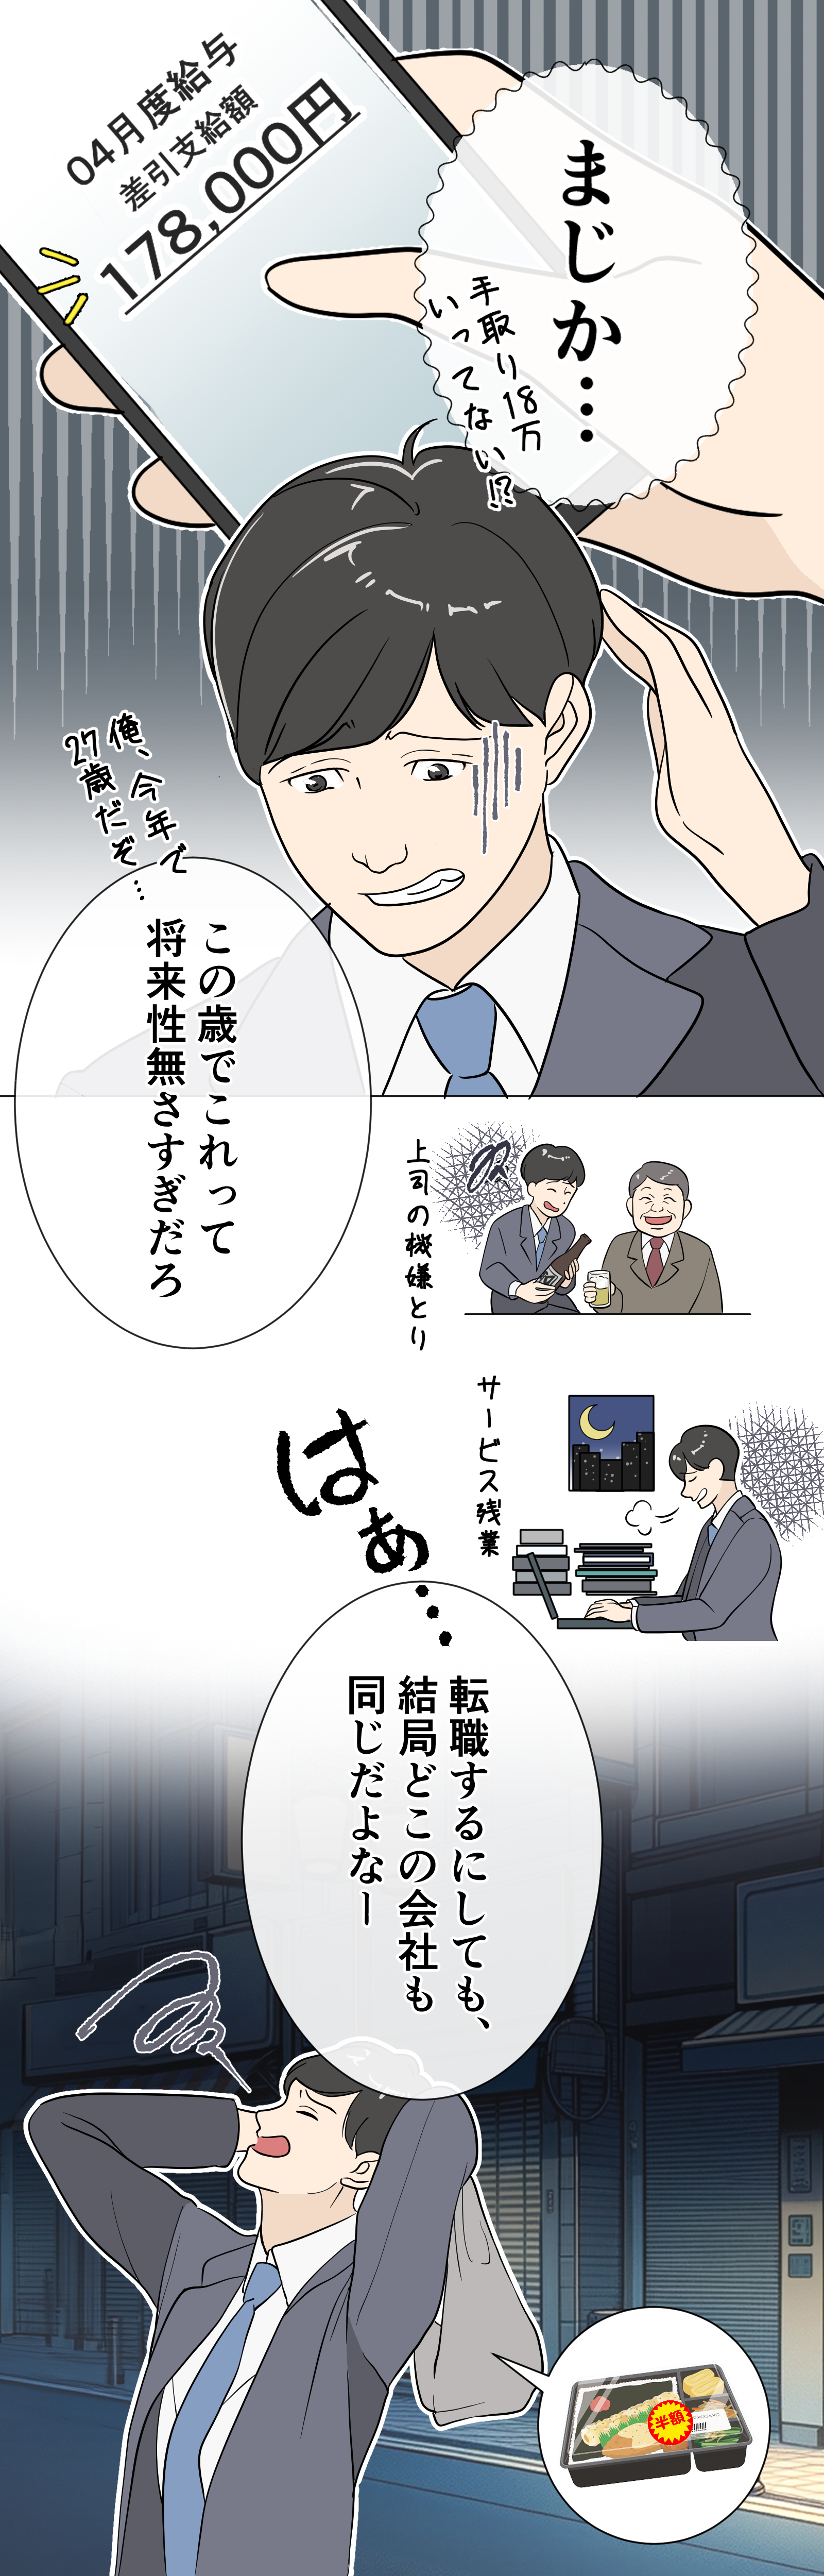 04月度給与
差引支給額
178,000円
まじか…
手取り18万
いってない!?
俺、今年で
27歳だぞ…
この歳でこれって
将来性無さすぎだろ
上司の機嫌とり
サービス残業
はぁ…
転職するにしても、
結局どこの会社も
同じだよなー
半額